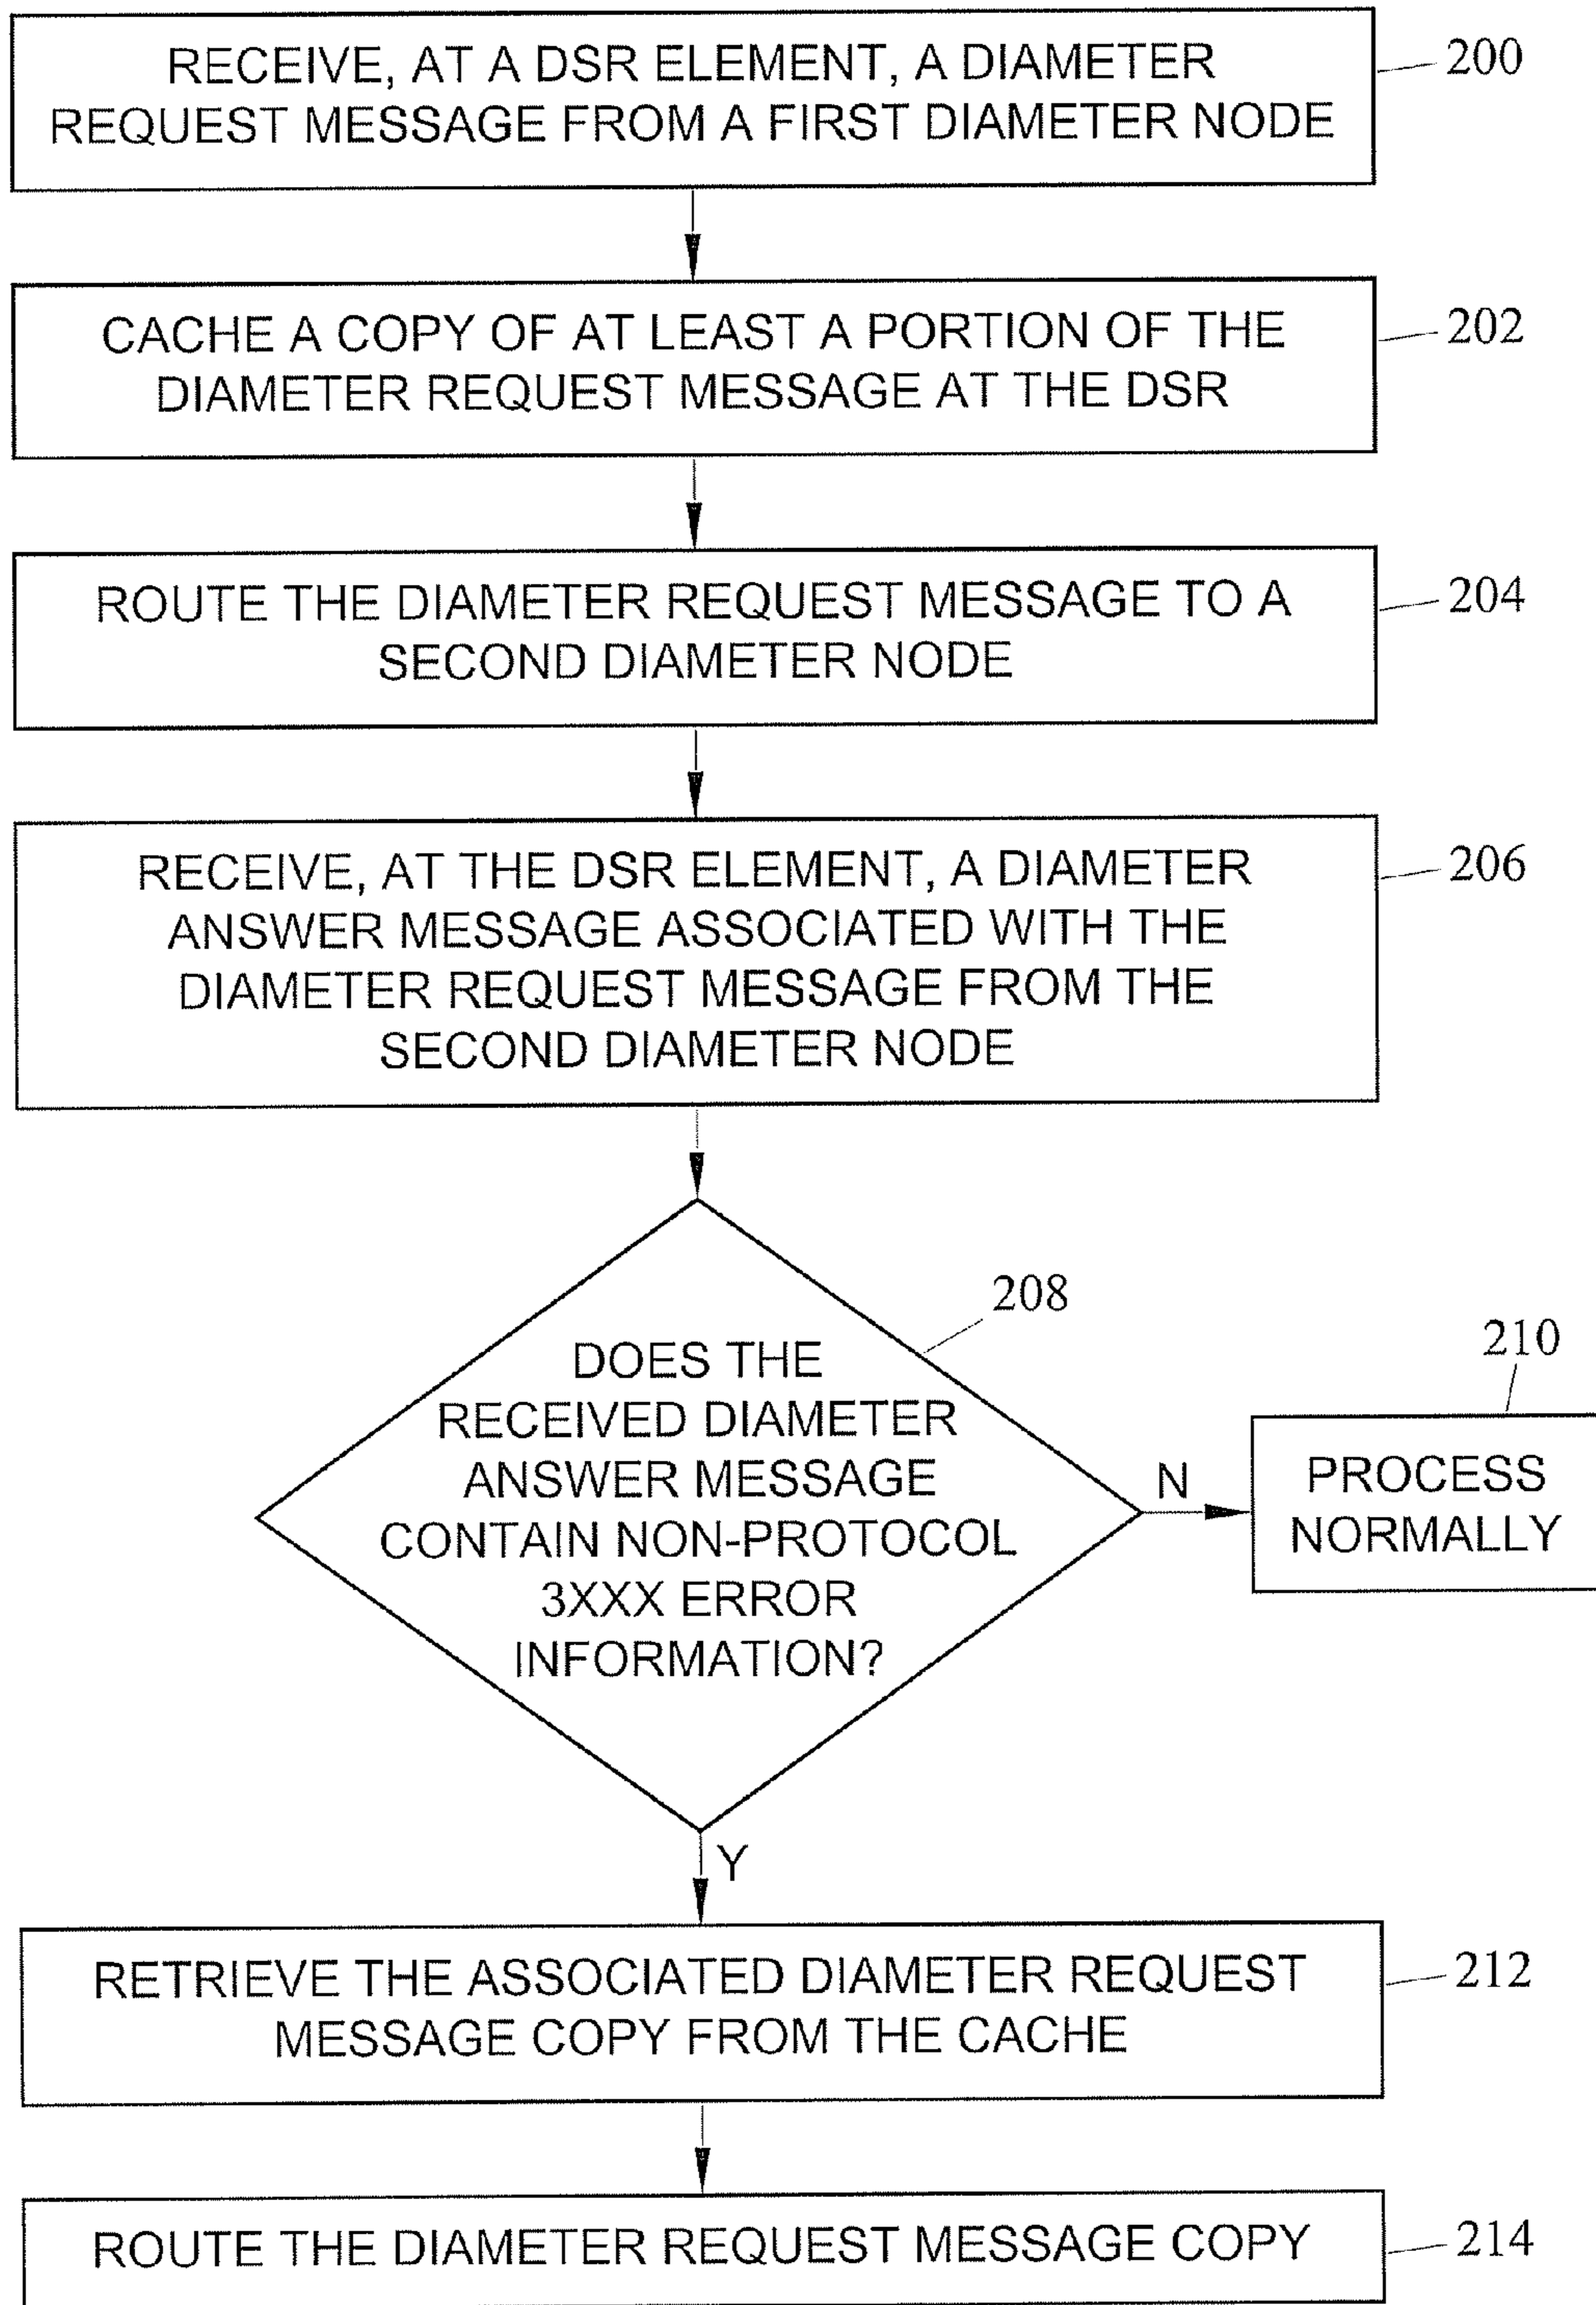 RECEIVE, AT A DSR ELEMENT, A DIAMETER
REQUEST MESSAGE FROM A FIRST DIAMETER NODE
200
CACHE A COPY OF AT LEAST A PORTION OF THE
DIAMETER REQUEST MESSAGE AT THE DSR
202
ROUTE THE DIAMETER REQUEST MESSAGE TO A
SECOND DIAMETER NODE
204
RECEIVE, AT THE DSR ELEMENT, A DIAMETER
ANSWER MESSAGE ASSOCIATED WITH THE
DIAMETER REQUEST MESSAGE FROM THE
SECOND DIAMETER NODE
206
DOES THE
RECEIVED DIAMETER
ANSWER MESSAGE
CONTAIN NON-PROTOCOL
3XXX ERROR
INFORMATION?
208
N
210
PROCESS
NORMALLY
Y
RETRIEVE THE ASSOCIATED DIAMETER REQUEST
MESSAGE COPY FROM THE CACHE
212
ROUTE THE DIAMETER REQUEST MESSAGE COPY
214